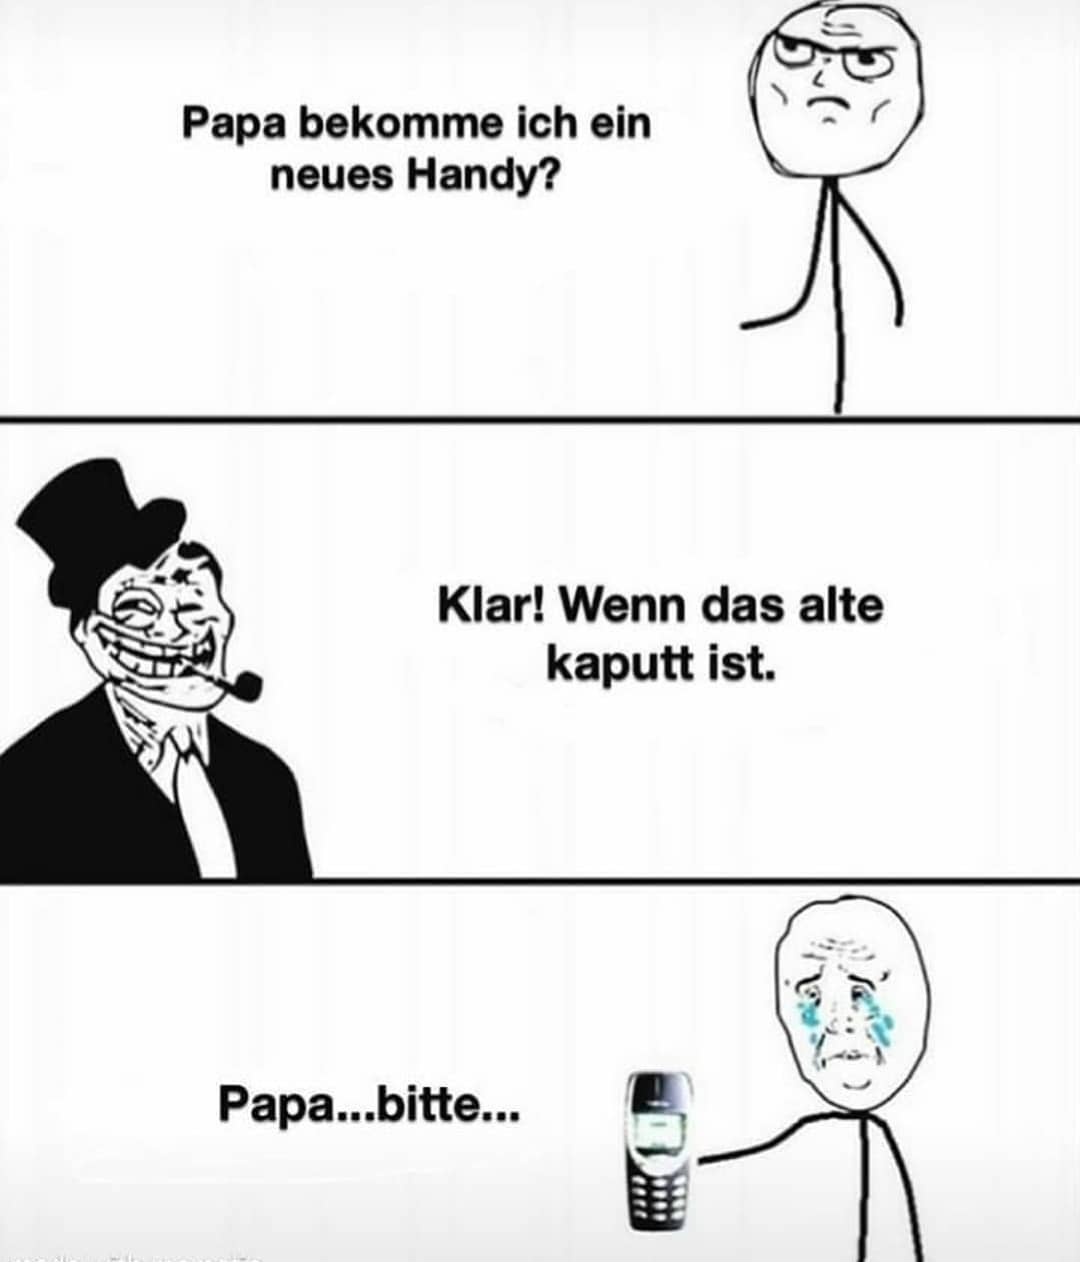 Papa bekomme ich ein
neues Handy?
Klar! Wenn das alte
kaputt ist.
Papa...bitte...